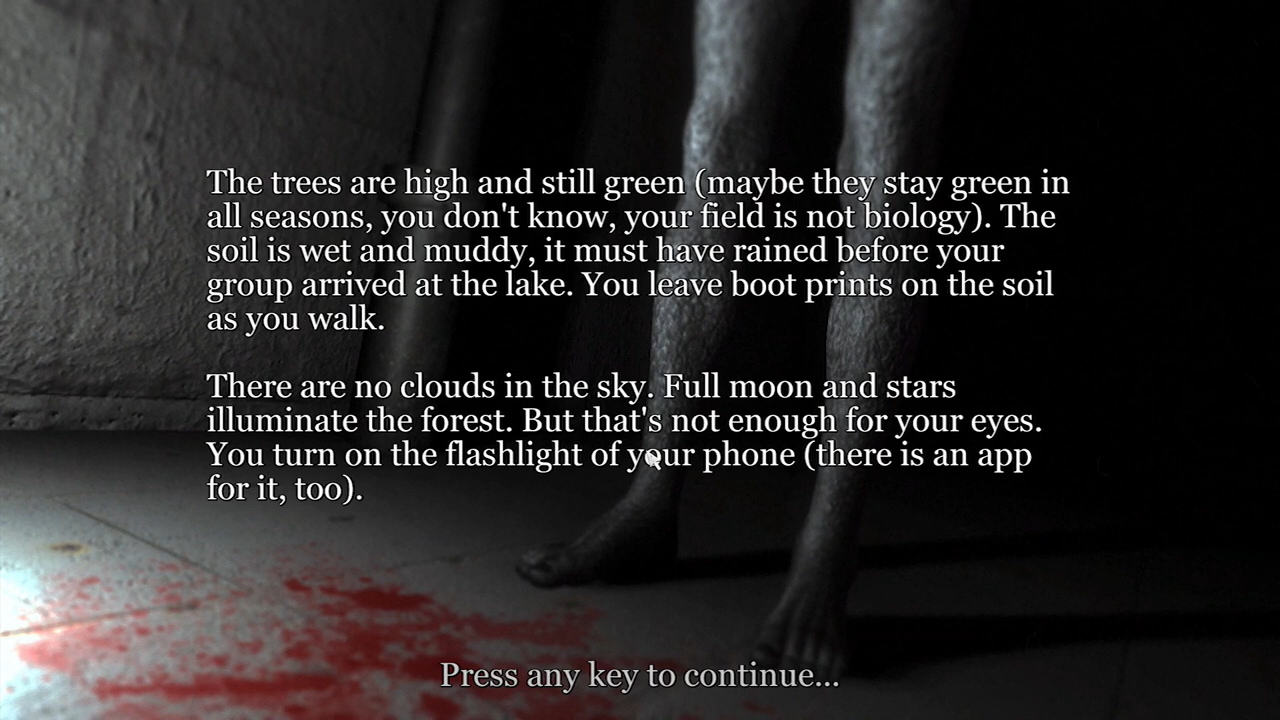 The trees are high and still green (maybe they stay green in
all seasons, you don't know, your field is not biology). The
soil is wet and muddy, it must have rained before your
group arrived at the lake. You leave boot prints on the soil
as you walk.
There are no clouds in the sky. Full moon and stars
illuminate the forest. But that's not enough for your eyes.
You turn on the flashlight of your phone (there is an app
for it, too).
Press any key to continue...